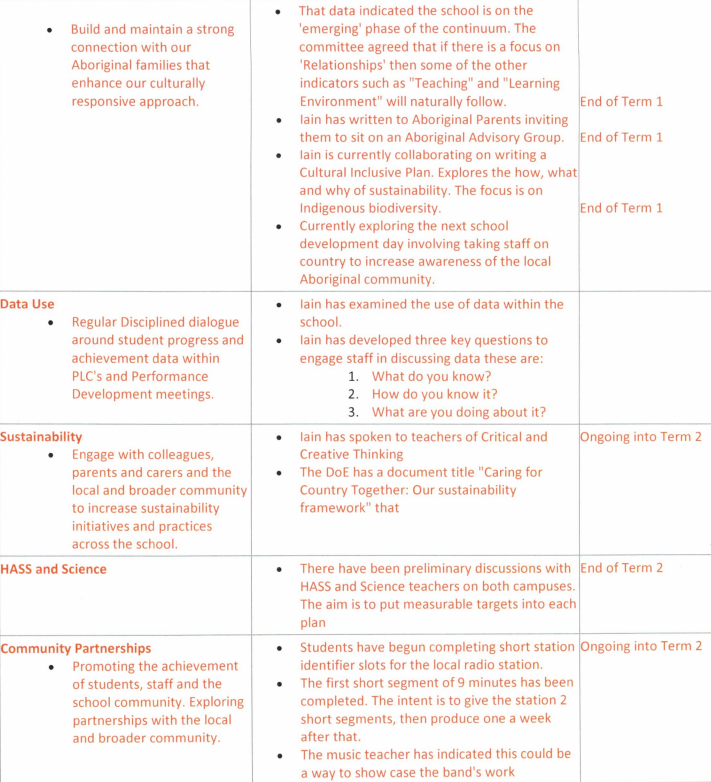 • Build and maintain a strong
connection with our
Aboriginal families that
enhance our culturally
responsive approach.
• That data indicated the school is on the
'emerging' phase of the continuum. The
committee agreed that if there is a focus on
'Relationships' then some of the other
indicators such as "Teaching" and "Learning
Environment" will naturally follow.
• Iain has written to Aboriginal Parents inviting
them to sit on an Aboriginal Advisory Group.
• Iain is currently collaborating on writing a
Cultural Inclusive Plan. Explores the how, what
and why of sustainability. The focus is on
Indigenous biodiversity.
• Currently exploring the next school
development day involving taking staff on
country to increase awareness of the local
Aboriginal community.
End of Term 1
End of Term 1
End of Term 1
Data Use
• Regular Disciplined dialogue
around student progress and
achievement data within
PLC's and Performance
Development meetings.
• Iain has examined the use of data within the
school.
• Iain has developed three key questions to
engage staff in discussing data these are:
1. What do you know?
2. How do you know it?
3. What are you doing about it?
Sustainability
• Engage with colleagues,
parents and carers and the
local and broader community
to increase sustainability
initiatives and practices
across the school.
• Iain has spoken to teachers of Critical and
Creative Thinking
• The DoE has a document title "Caring for
Country Together: Our sustainability
framework" that
Ongoing into Term 2
HASS and Science
• There have been preliminary discussions with
HASS and Science teachers on both campuses.
The aim is to put measurable targets into each
plan
End of Term 2
Community Partnerships
• Promoting the achievement
of students, staff and the
school community. Exploring
partnerships with the local
and broader community.
• Students have begun completing short station
identifier slots for the local radio station.
• The first short segment of 9 minutes has been
completed. The intent is to give the station 2
short segments, then produce one a week
after that.
• The music teacher has indicated this could be
a way to show case the band's work
Ongoing into Term 2